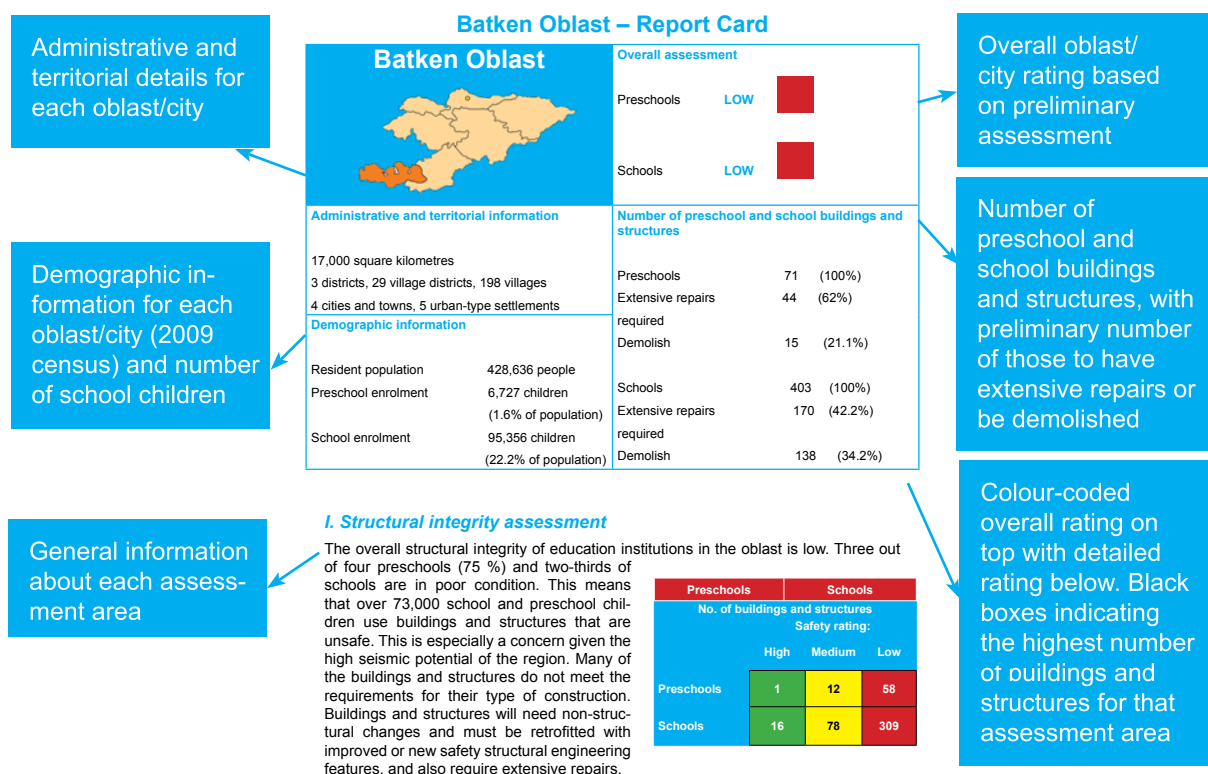 Batken Oblast – Report Card
Administrative and
territorial details for
each oblast/city
Batken Oblast
Overall assessment
Preschools LOW
Schools LOW
Overall oblast/
city rating based
on preliminary
assessment
Administrative and territorial information
17,000 square kilometres
3 districts, 29 village districts, 198 villages
4 cities and towns, 5 urban-type settlements
Number of preschool and school buildings and
structures
Preschools 71 (100%)
Extensive repairs 44 (62%)
required
Demolish 15 (21.1%)
Schools 403 (100%)
Extensive repairs 170 (42.2%)
required
Demolish 138 (34.2%)
Number of
preschool and
school buildings
and structures, with
preliminary number
of those to have
extensive repairs or
be demolished
Demographic in-
formation for each
oblast/city (2009
census) and number
of school children
Demographic information
Resident population 428,636 people
Preschool enrolment 6,727 children
(1.6% of population)
School enrolment 95,356 children
(22.2% of population)
Colour-coded
overall rating on
top with detailed
rating below. Black
boxes indicating
the highest number
of buildings and
structures for that
assessment area
General information
about each assess-
ment area
I. Structural integrity assessment
The overall structural integrity of education institutions in the oblast is low. Three out
of four preschools (75 %) and two-thirds of
schools are in poor condition. This means
that over 73,000 school and preschool chil-
dren use buildings and structures that are
unsafe. This is especially a concern given the
high seismic potential of the region. Many of
the buildings and structures do not meet the
requirements for their type of construction.
Buildings and structures will need non-struc-
tural changes and must be retrofitted with
improved or new safety structural engineering
features, and also require extensive repairs.
Preschools Schools
No. of buildings and structures
Safety rating:
High Medium Low
Preschools 1 12 58
Schools 16 78 309